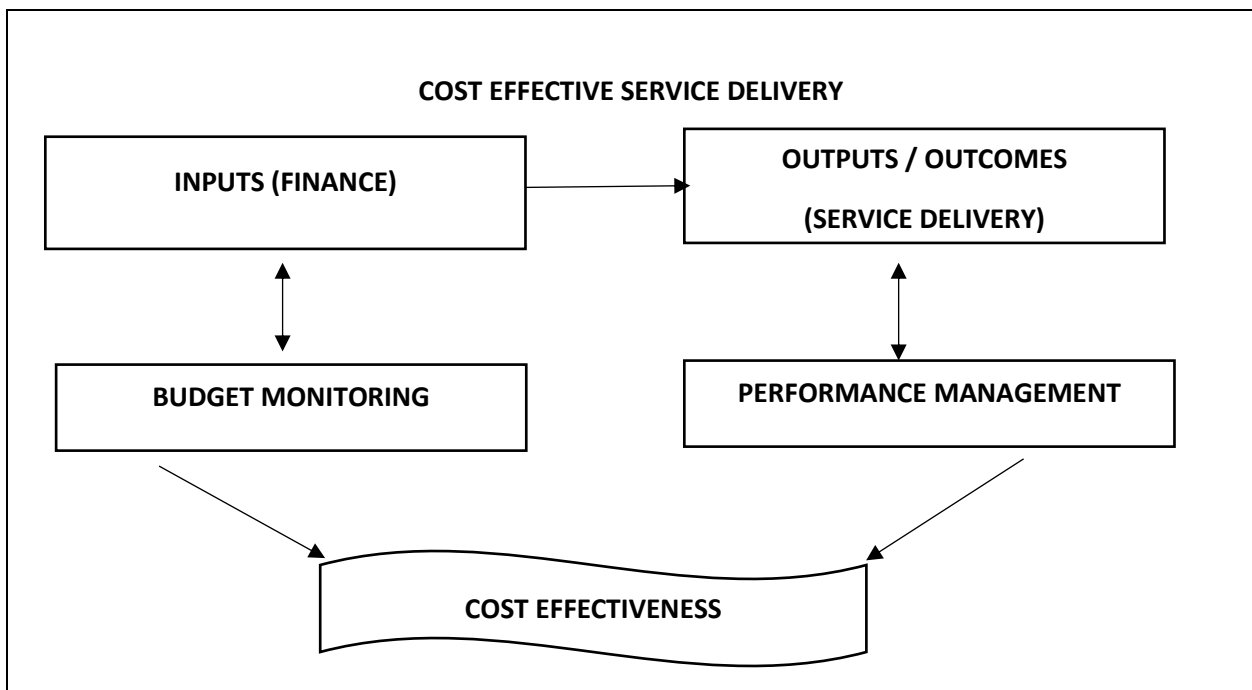 COST EFFECTIVE SERVICE DELIVERY
INPUTS (FINANCE)
OUTPUTS / OUTCOMES
(SERVICE DELIVERY)
BUDGET MONITORING
PERFORMANCE MANAGEMENT
COST EFFECTIVENESS